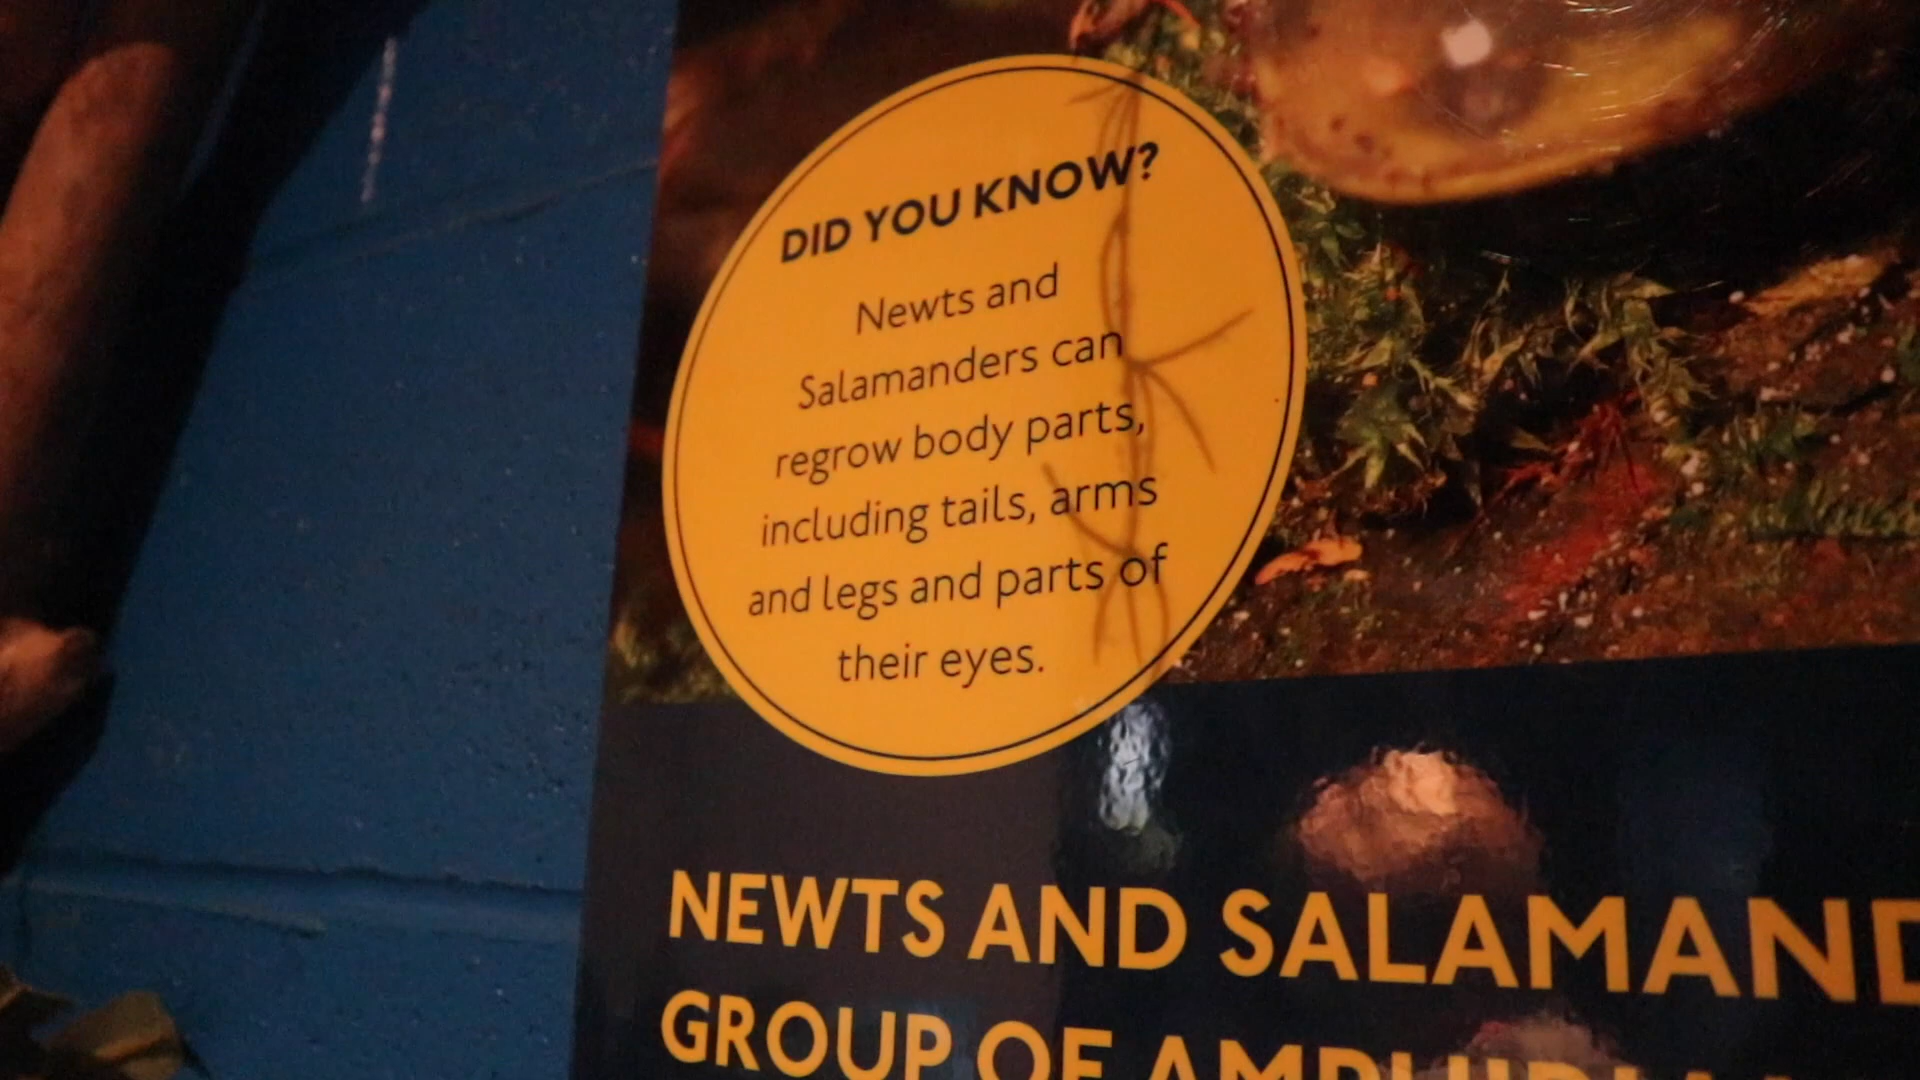 DID YOU KNOW?
Newts and
Salamanders can
regrow body parts,
including tails, arms
and legs and parts of
their eyes.
NEWTS AND SALAMAND
GROUP OF